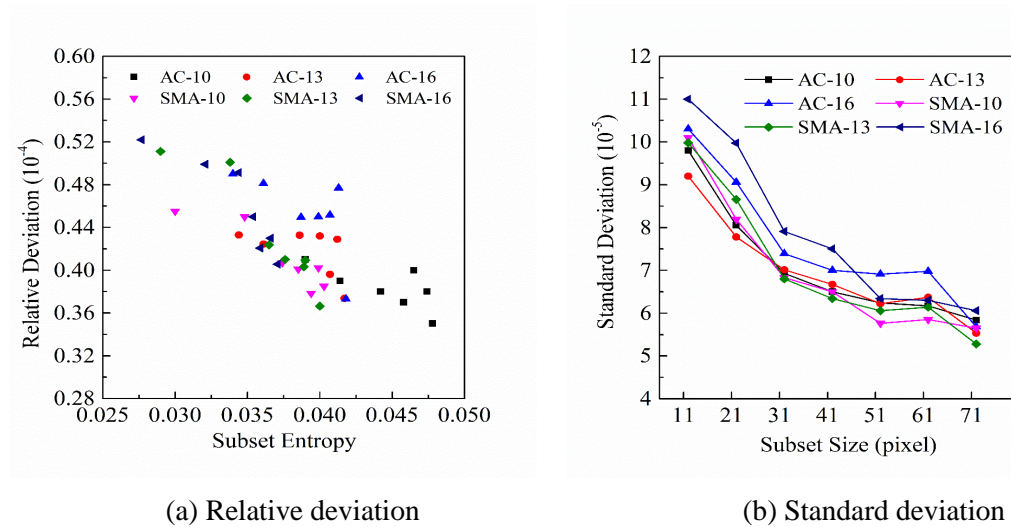 0.60
0.56
0.52
0.48
0.44
0.40
0.36
0.32
0.28
Relative Deviation (10-4)
AC-10 AC-13 AC-16
SMA-10 SMA-13 SMA-16
0.025 0.030 0.035 0.040 0.045 0.050
Subset Entropy
(a) Relative deviation
12
11
10
9
8
7
6
5
4
Standard Deviation (10-5)
AC-10 AC-13
AC-16 SMA-10
SMA-13 SMA-16
11 21 31 41 51 61 71
Subset Size (pixel)
(b) Standard deviation